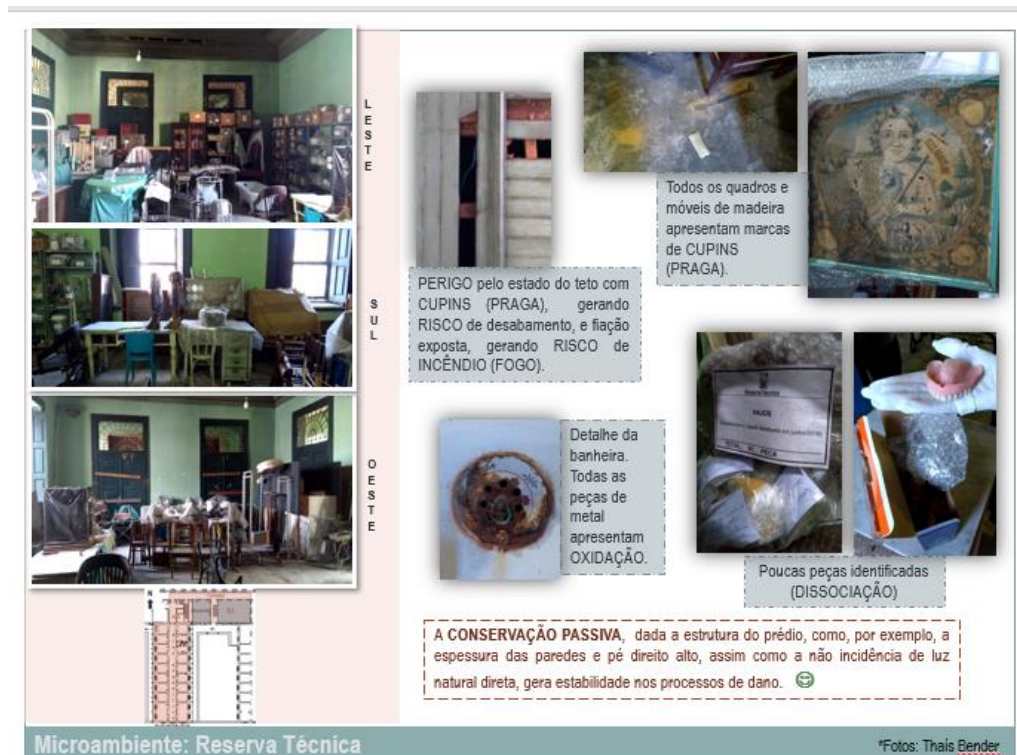 L
E
S
T
E
S
U
L
O
E
S
T
E
PERIGO pelo estado do teto com
CUPINS (PRAGA), gerando
RISCO de desabamento, e fiação
exposta, gerando RISCO de
INCÊNDIO (FOGO).
Todos os quadros e
móveis de madeira
apresentam marcas
de CUPINS
(PRAGA).
Detalhe da
banheira.
Todas as
peças de
metal
apresentam
OXIDAÇÃO.
Poucas peças identificadas
(DISSOCIAÇÃO)
A CONSERVAÇÃO PASSIVA, dada a estrutura do prédio, como, por exemplo, a
espessura das paredes e pé direito alto, assim como a não incidência de luz
natural direta, gera estabilidade nos processos de dano.
Microambiente: Reserva Técnica
*Fotos: Thaís Bender